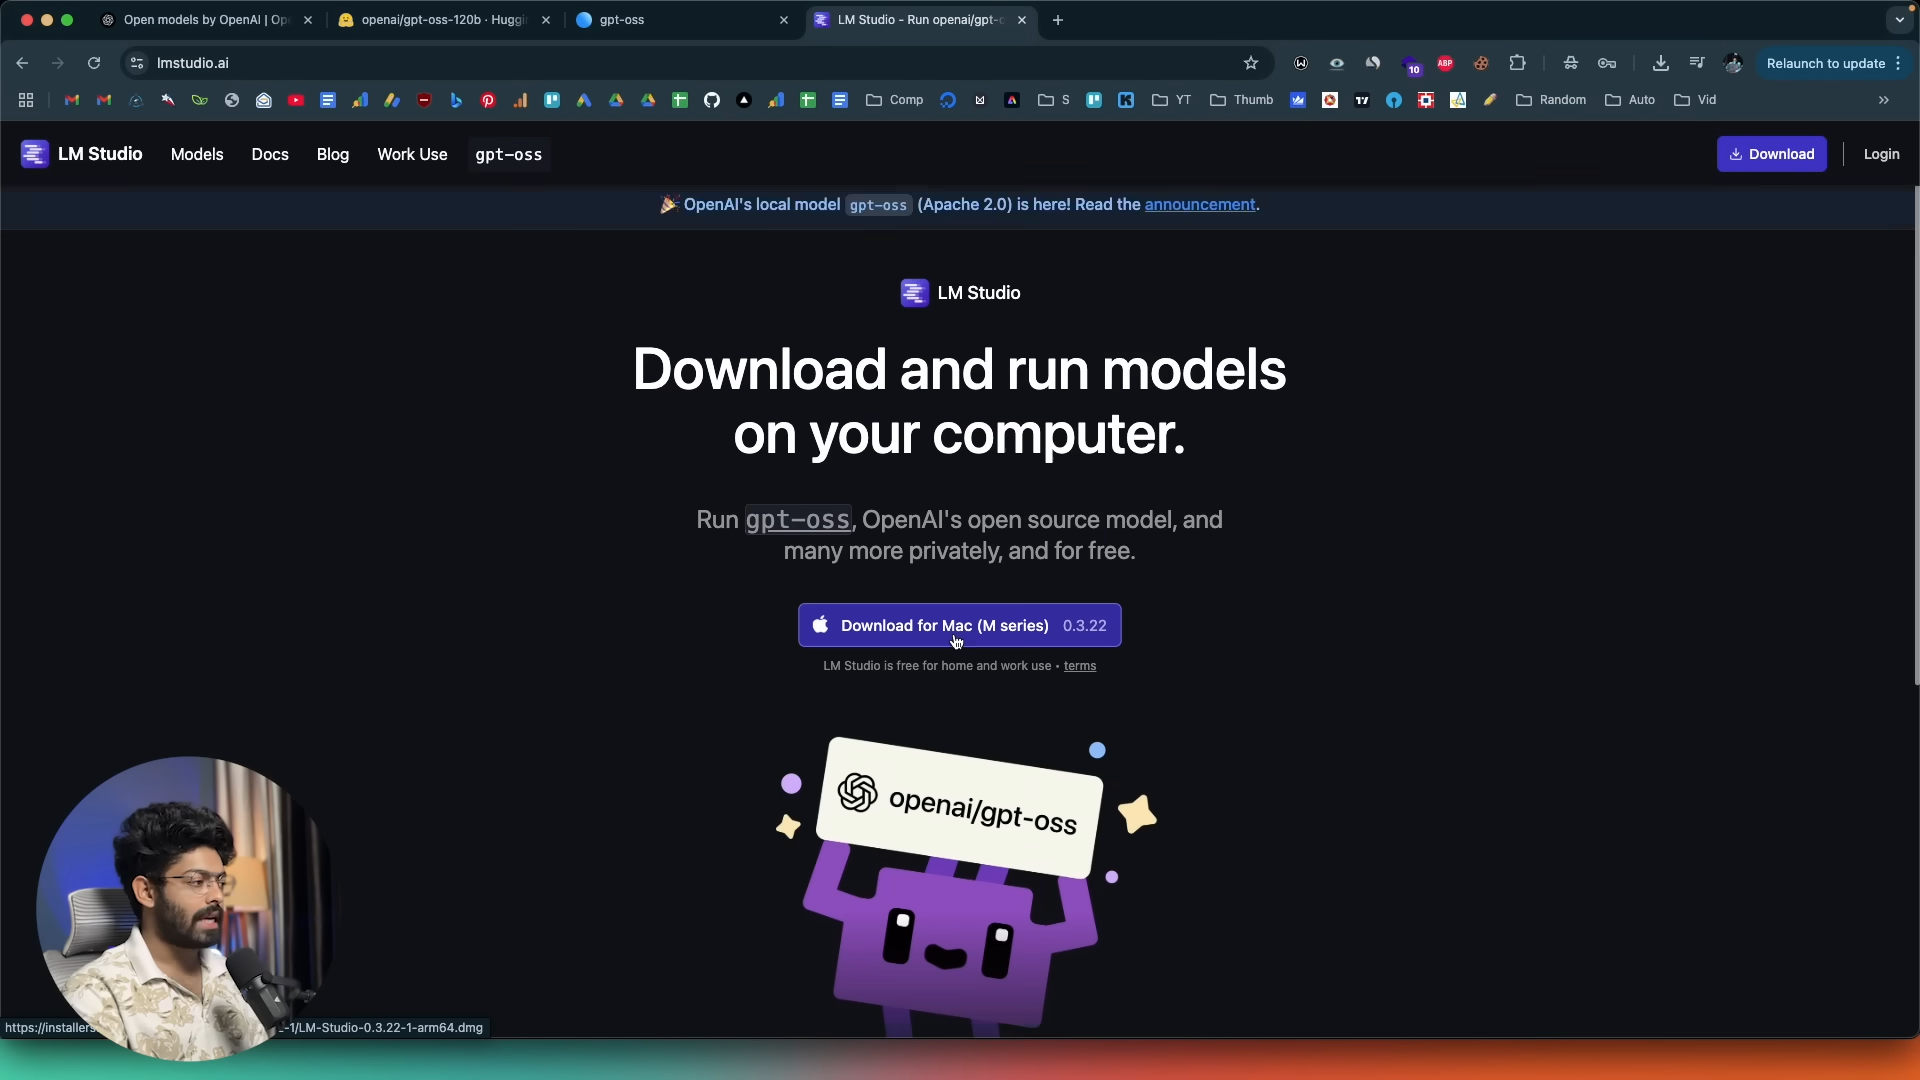 Open models by OpenAI | Op
openai/gpt-oss-120b · Huggi
gpt-oss
LM Studio - Run openai/gpt-o
lmstudio.ai
10
ABP
Relaunch to update
Comp
S
YT
Thumb
Random
Auto
Vid
LM Studio
Models
Docs
Blog
Work Use
gpt-oss
Download
Login
🎉 OpenAI's local model gpt-oss (Apache 2.0) is here! Read the announcement.
LM Studio
Download and run models
on your computer.
Run gpt-oss, OpenAI's open source model, and
many more privately, and for free.
Download for Mac (M series) 0.3.22
LM Studio is free for home and work use • terms
openai/gpt-oss
https://installers
-1/LM-Studio-0.3.22-1-arm64.dmg